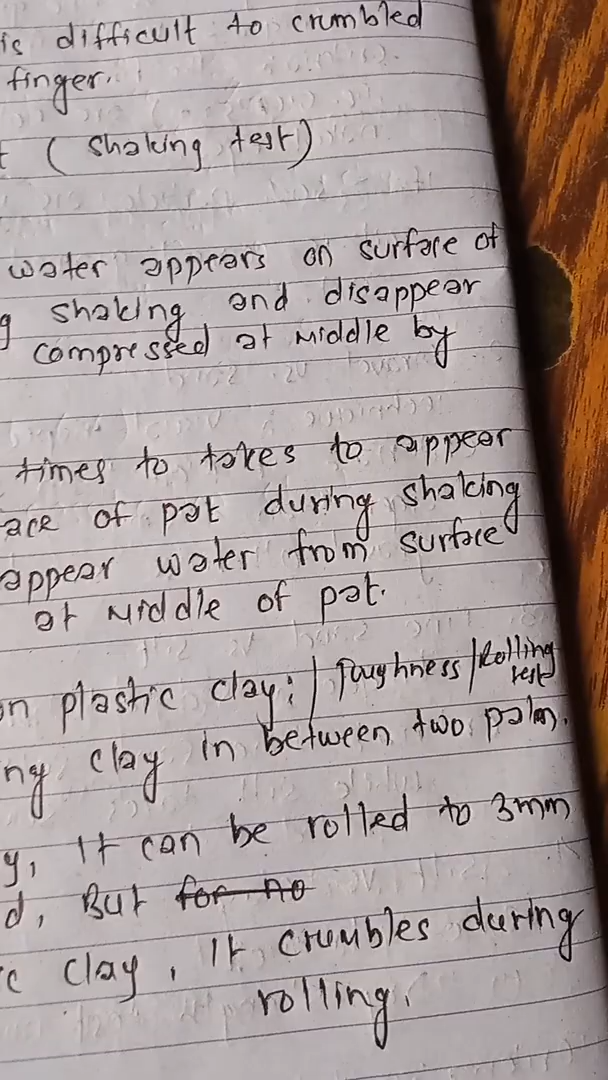 is difficult to crumbled
finger.
( shaking test)
water appears on surface of
g shaking and disappear
compressed at middle by
times to takes to appear
ace of pat during shaking
appear water from surface
at middle of pat.
on plastic clay: / Toughness / Rolling test
ng clay in between two palm.
y, It can be rolled to 3mm
d, But for no
c clay, It crumbles during
rolling.